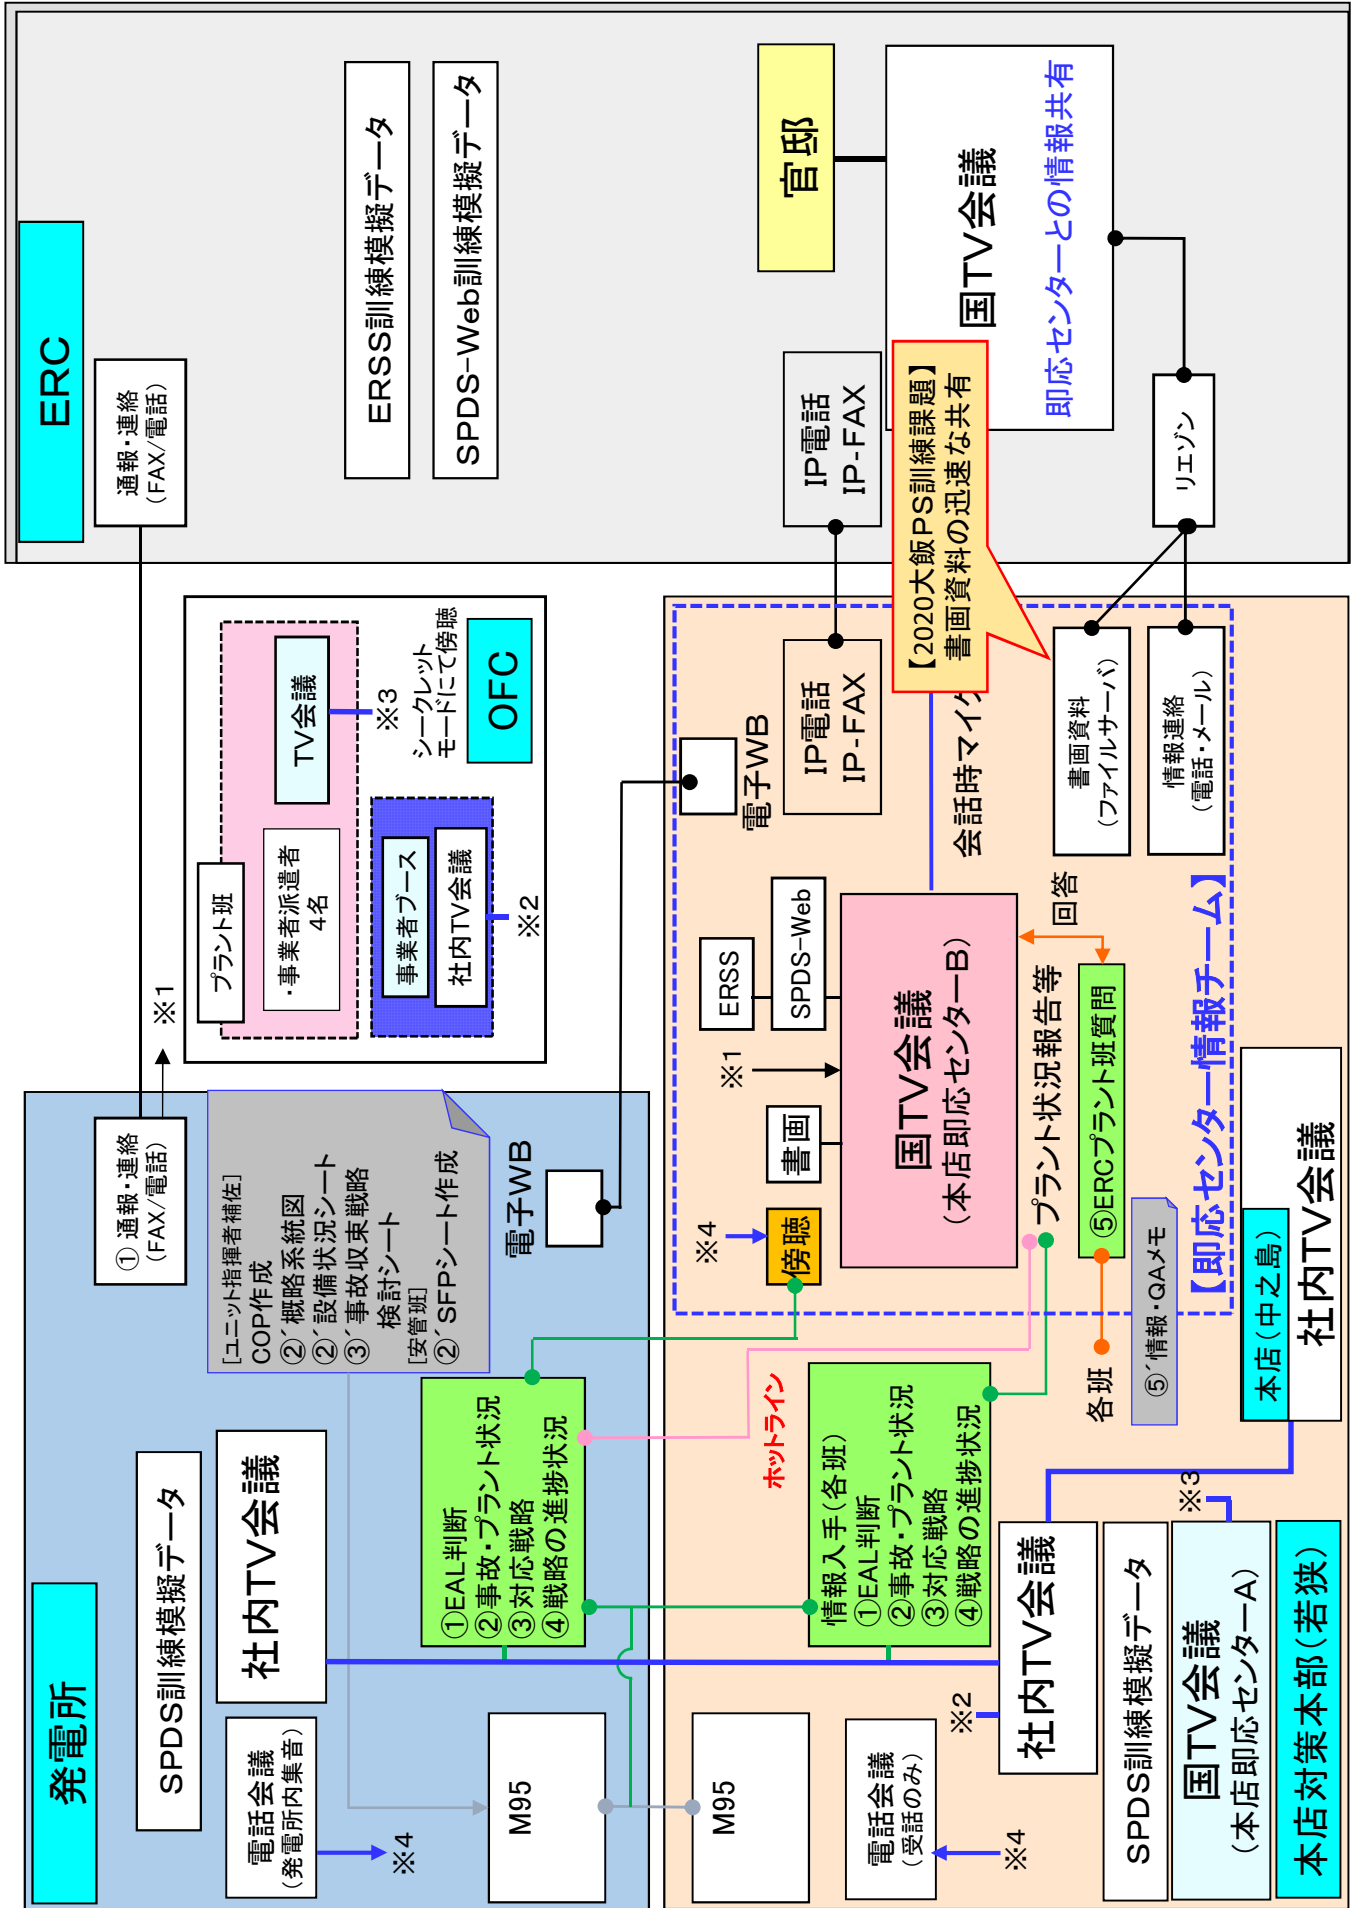 発電所
SPDS訓練模擬データ
電話会議
(発電所内集音)
※4
社内TV会議
M95
①EAL判断
②事故・プラント状況
③対応戦略
④戦略の進捗状況
① 通報・連絡
(FAX/電話)
※1
[ユニット指揮者補佐]
COP作成
②´概略系統図
②´設備状況シート
③´事故収束戦略
検討シート
[安管班]
②´SFPシート作成
電子WB
プラント班
・事業者派遣者
4名
TV会議
※3
シークレット
モードにて傍聴
OFC
事業者ブース
社内TV会議
※2
ERC
通報・連絡
(FAX/電話)
ERSS訓練模擬データ
SPDS-Web訓練模擬データ
官邸
国TV会議
即応センターとの情報共有
IP電話
IP-FAX
リエゾン
M95
電話会議
(受話のみ)
※4
※2
社内TV会議
SPDS訓練模擬データ
国TV会議
(本店即応センターA)
※3
本店対策本部(若狭)
情報入手(各班)
①EAL判断
②事故・プラント状況
③対応戦略
④戦略の進捗状況
ホットライン
※4
傍聴
書画
※1
ERSS
SPDS-Web
電子WB
IP電話
IP-FAX
国TV会議
(本店即応センターB)
会話時マイク
【2020大飯PS訓練課題】
書画資料の迅速な共有
プラント状況報告等
回答
⑤ERCプラント班質問
各班
⑤´情報・QAメモ
書画資料
(ファイルサーバ)
情報連絡
(電話・メール)
【即応センター情報チーム】
本店(中之島)
社内TV会議